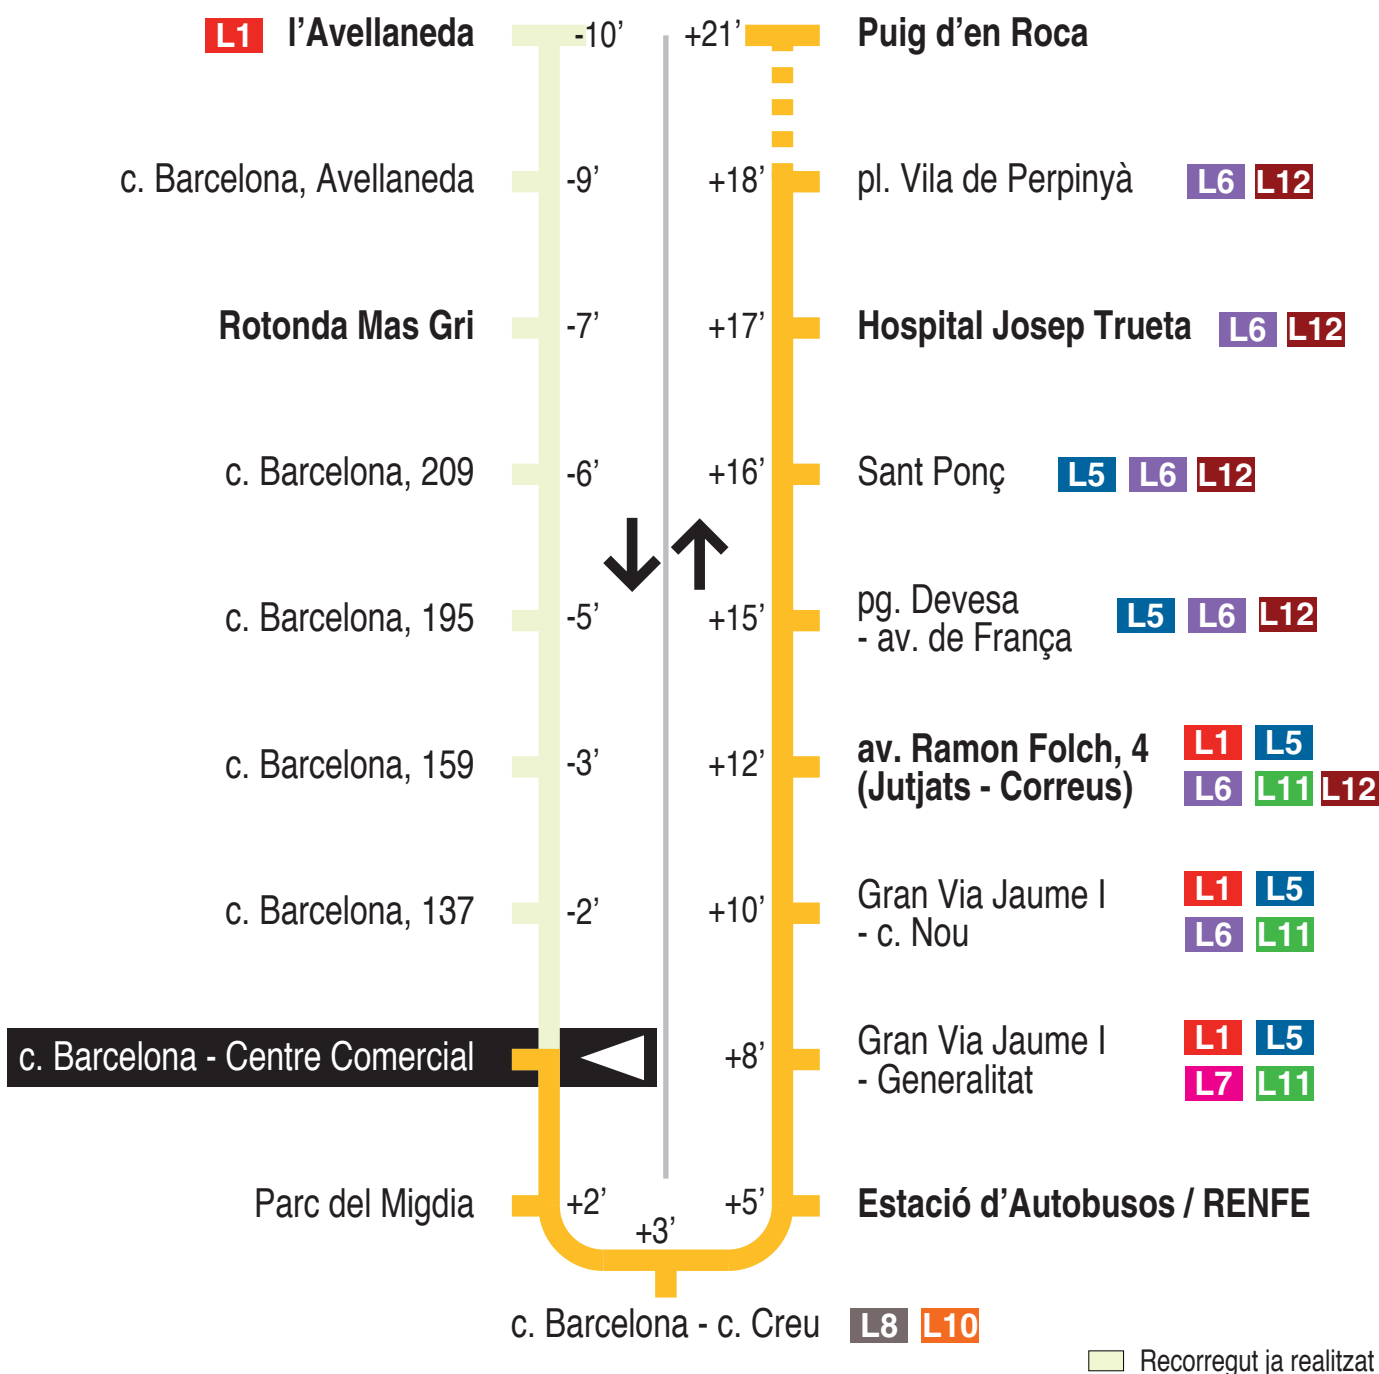 L1 l’Avellaneda -10’
c. Barcelona, Avellaneda -9’
Rotonda Mas Gri -7’
c. Barcelona, 209 -6’
c. Barcelona, 195 -5’
c. Barcelona, 159 -3’
c. Barcelona, 137 -2’
c. Barcelona - Centre Comercial
Parc del Migdia +2’
+3’
c. Barcelona - c. Creu L8 L10
+5’ Estació d’Autobusos / RENFE
+8’ Gran Via Jaume I L1 L5
- Generalitat L7 L11
+10’ Gran Via Jaume I L1 L5
- c. Nou L6 L11
+12’ av. Ramon Folch, 4 L1 L5
(Jutjats - Correus) L6 L11 L12
+15’ pg. Devesa L5 L6 L12
- av. de França
+16’ Sant Ponç L5 L6 L12
+17’ Hospital Josep Trueta L6 L12
+18’ pl. Vila de Perpinyà L6 L12
+21’ Puig d’en Roca
Recorregut ja realitzat